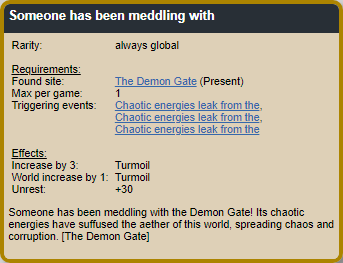 Someone has been meddling with
Rarity: always global
Requirements:
Found site: The Demon Gate (Present)
Max per game: 1
Triggering events: Chaotic energies leak from the,
Chaotic energies leak from the,
Chaotic energies leak from the
Effects:
Increase by 3: Turmoil
World increase by 1: Turmoil
Unrest: +30
Someone has been meddling with the Demon Gate! Its chaotic
energies have suffused the aether of this world, spreading chaos and
corruption. [The Demon Gate]